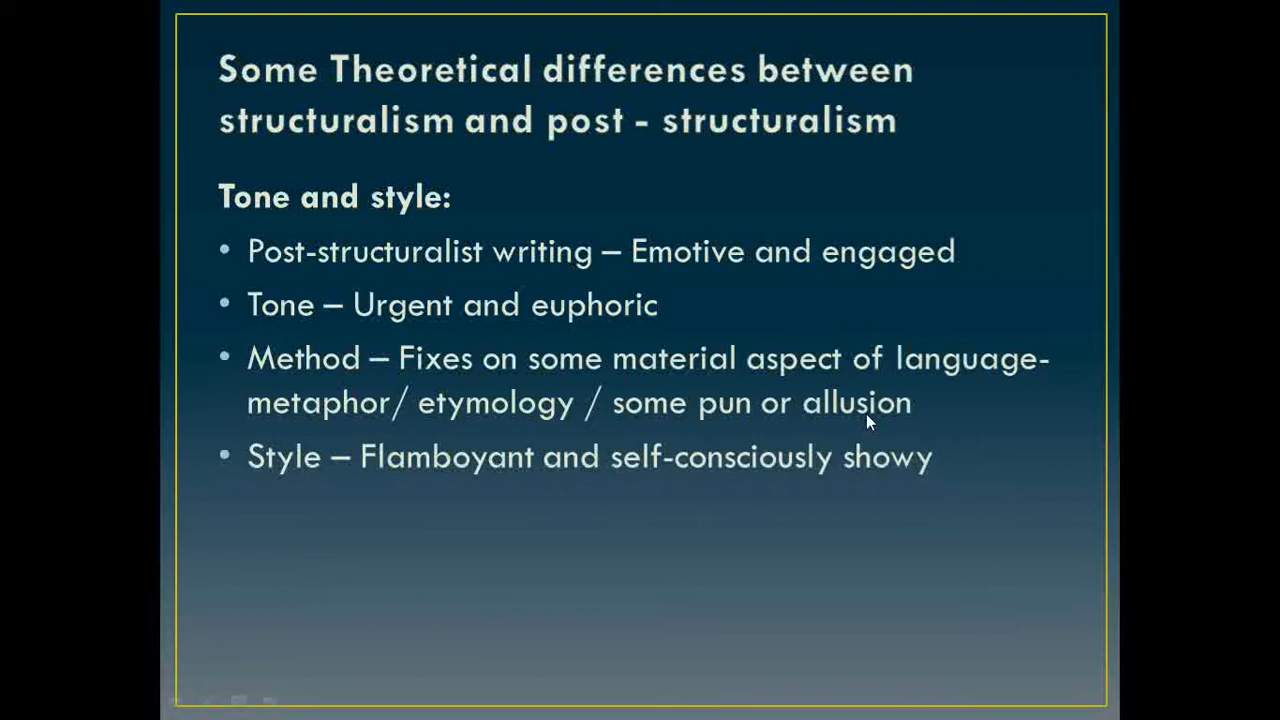 Some Theoretical differences between
structuralism and post - structuralism
Tone and style:
• Post-structuralist writing – Emotive and engaged
• Tone – Urgent and euphoric
• Method – Fixes on some material aspect of language-
metaphor/ etymology / some pun or allusion
• Style – Flamboyant and self-consciously showy